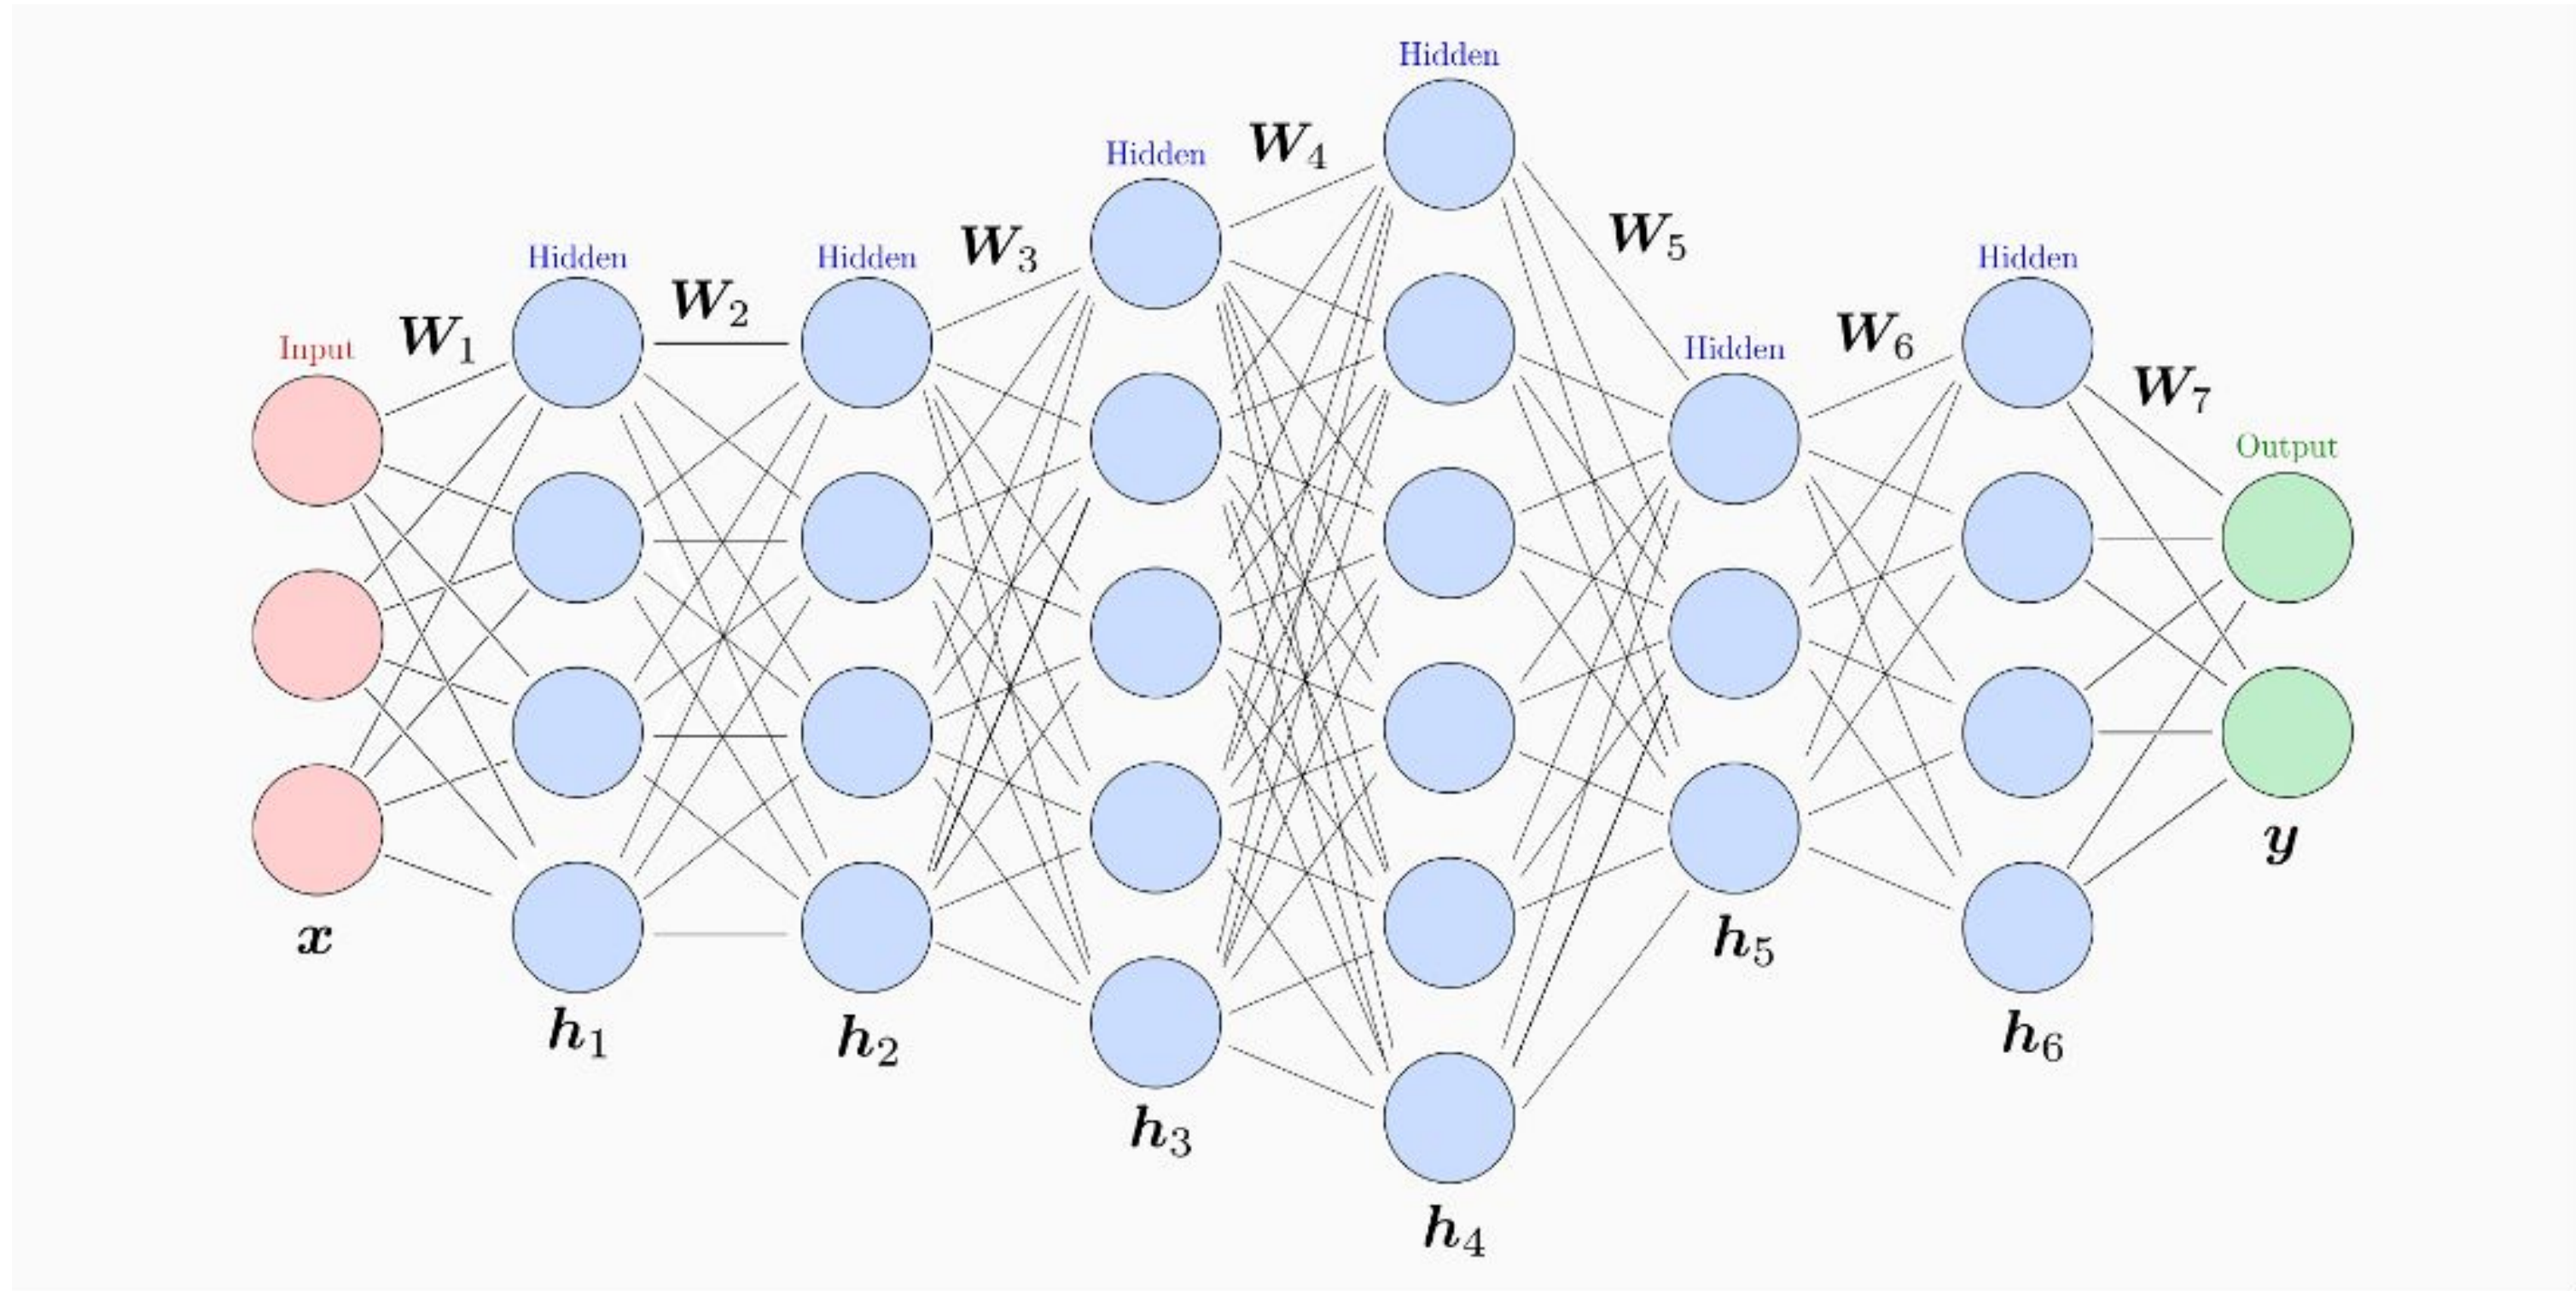 Input
W1
Hidden
W2
Hidden
W3
Hidden
W4
Hidden
W5
Hidden
W6
Hidden
W7
Output
x
h1
h2
h3
h4
h5
h6
y